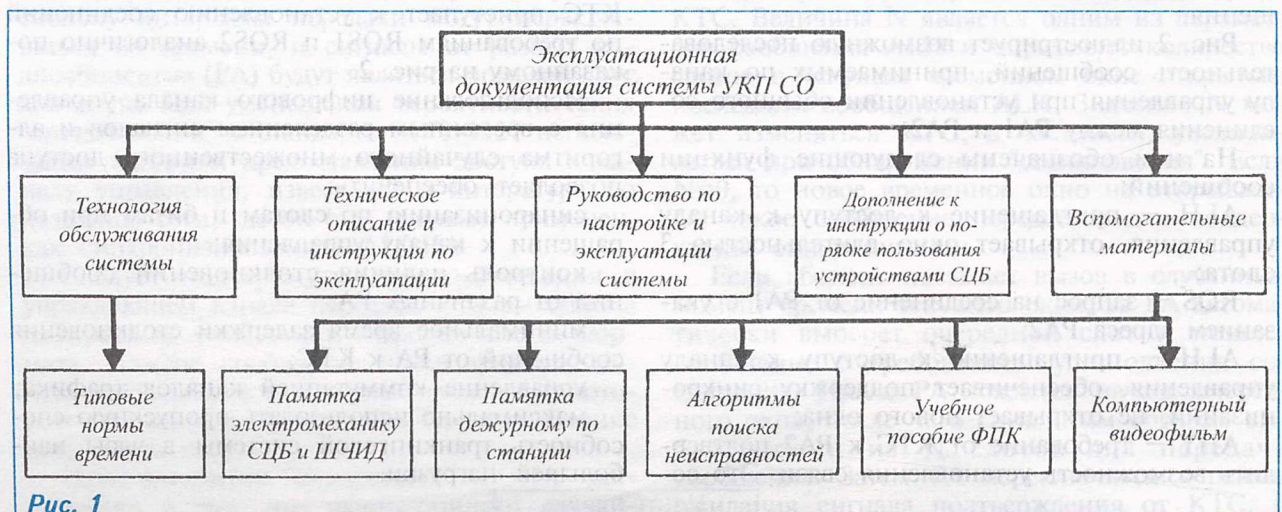 Эксплуатационная
документация системы УКП СО
Технология
обслуживания
системы
Техническое
описание и
инструкция по
эксплуатации
Руководство по
настройке и
эксплуатации
системы
Дополнение к
инструкции о по-
рядке пользования
устройствами СЦБ
Вспомогательные
материалы
Типовые
нормы
времени
Памятка
электромеханику
СЦБ и ШЧИД
Памятка
дежурному по
станции
Алгоритмы
поиска
неисправностей
Учебное
пособие ФПК
Компьютерный
видеофильм
Рис. 1